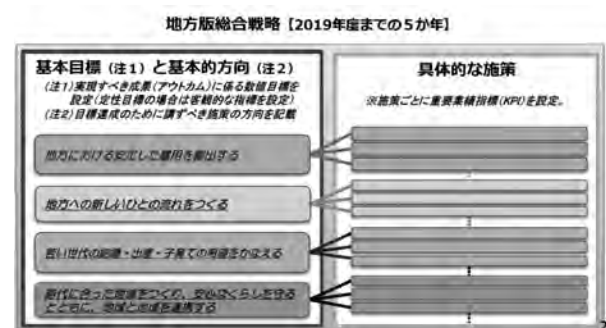 地方版総合戦略［2019年度までの５か年］
基本目標（注１）と基本的方向（注２）
(注１)実現すべき成果(アウトカム)に係る数値目標を
設定(定性目標の場合は客観的な指標を設定)
(注２)目標達成のために講ずべき施策の方向を記載
地方における安定した雇用を創出する
地方への新しいひとの流れをつくる
若い世代の結婚・出産・子育ての希望をかなえる
時代に合った地域をつくり、安心なくらしを守る
とともに、地域と地域を連携する
具体的な施策
※施策ごとに重要業績指標(KPI)を設定。